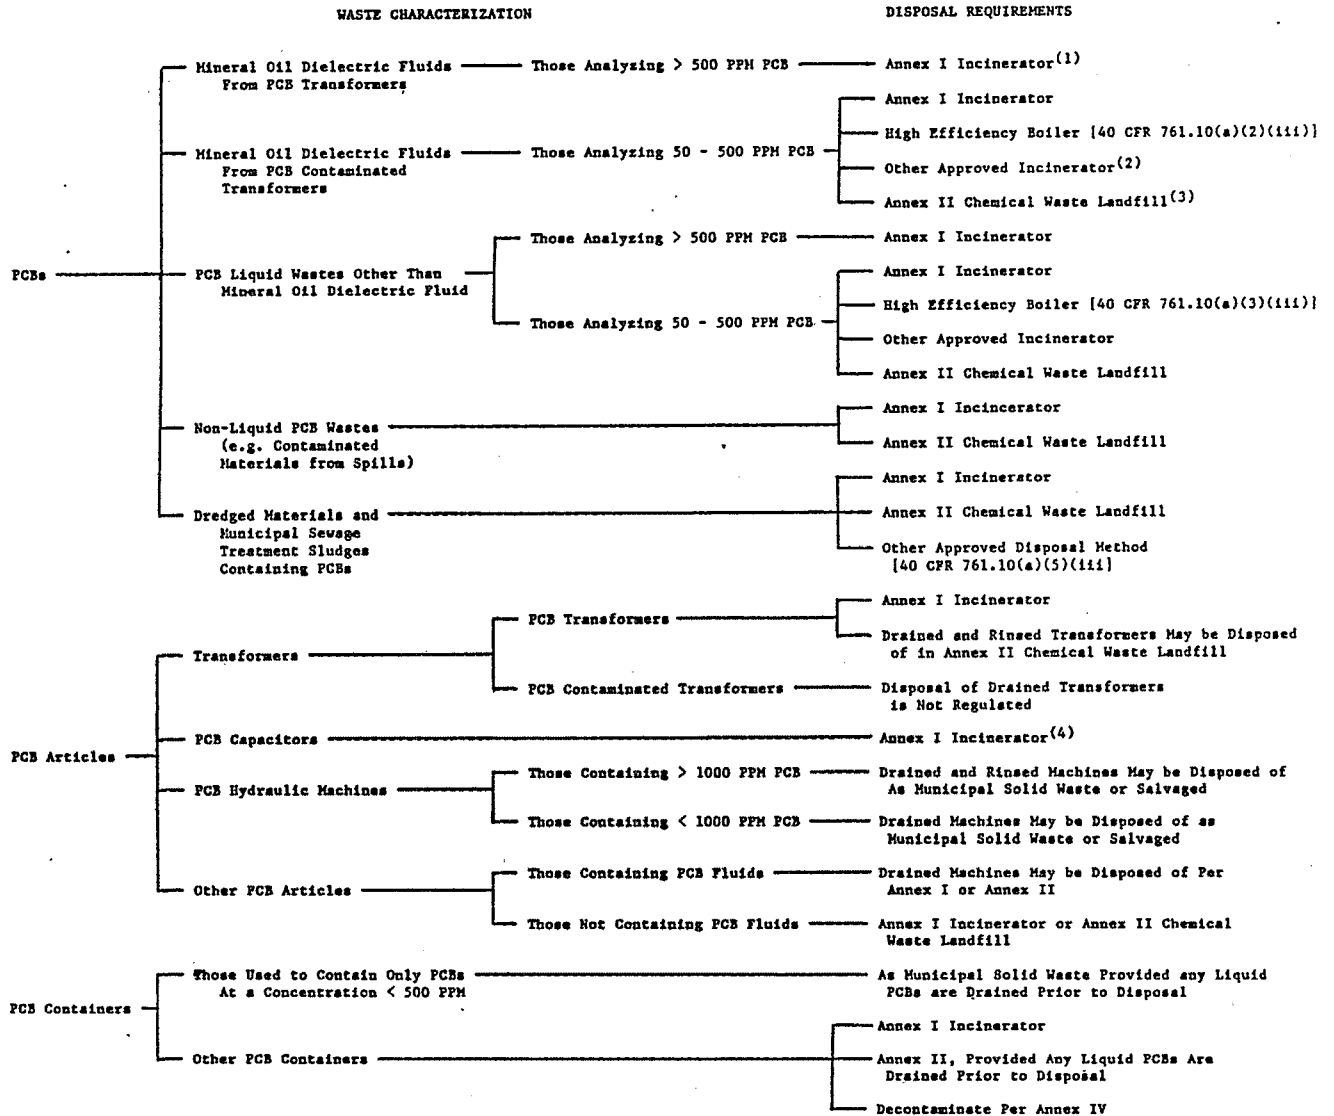 WASTE CHARACTERIZATION
DISPOSAL REQUIREMENTS
PCBs
Mineral Oil Dielectric Fluids
From PCB Transformers
Those Analyzing > 500 PPM PCB
Annex I Incinerator(1)
Mineral Oil Dielectric Fluids
From PCB Contaminated
Transformers
Those Analyzing 50 - 500 PPM PCB
Annex I Incinerator
High Efficiency Boiler [40 CFR 761.10(a)(2)(iii)]
Other Approved Incinerator(2)
Annex II Chemical Waste Landfill(3)
PCB Liquid Wastes Other Than
Mineral Oil Dielectric Fluid
Those Analyzing > 500 PPM PCB
Annex I Incinerator
Those Analyzing 50 - 500 PPM PCB
Annex I Incinerator
High Efficiency Boiler [40 CFR 761.10(a)(3)(iii)]
Other Approved Incinerator
Annex II Chemical Waste Landfill
Non-Liquid PCB Wastes
(e.g. Contaminated
Materials from Spills)
Annex I Incincerator
Annex II Chemical Waste Landfill
Dredged Materials and
Municipal Sewage
Treatment Sludges
Containing PCBs
Annex I Incinerator
Annex II Chemical Waste Landfill
Other Approved Disposal Method
[40 CFR 761.10(a)(5)(iii]
PCB Articles
Transformers
PCB Transformers
Annex I Incinerator
Drained and Rinsed Transformers May be Disposed
of in Annex II Chemical Waste Landfill
PCB Contaminated Transformers
Disposal of Drained Transformers
is Not Regulated
PCB Capacitors
Annex I Incinerator(4)
PCB Hydraulic Machines
Those Containing > 1000 PPM PCB
Drained and Rinsed Machines May be Disposed of
As Municipal Solid Waste or Salvaged
Those Containing < 1000 PPM PCB
Drained Machines May be Disposed of as
Municipal Solid Waste or Salvaged
Other PCB Articles
Those Containing PCB Fluids
Drained Machines May be Disposed of Per
Annex I or Annex II
Those Not Containing PCB Fluids
Annex I Incinerator or Annex II Chemical
Waste Landfill
PCB Containers
Those Used to Contain Only PCBs
At a Concentration < 500 PPM
As Municipal Solid Waste Provided any Liquid
PCBs are Drained Prior to Disposal
Other PCB Containers
Annex I Incinerator
Annex II, Provided Any Liquid PCBs Are
Drained Prior to Disposal
Decontaminate Per Annex IV